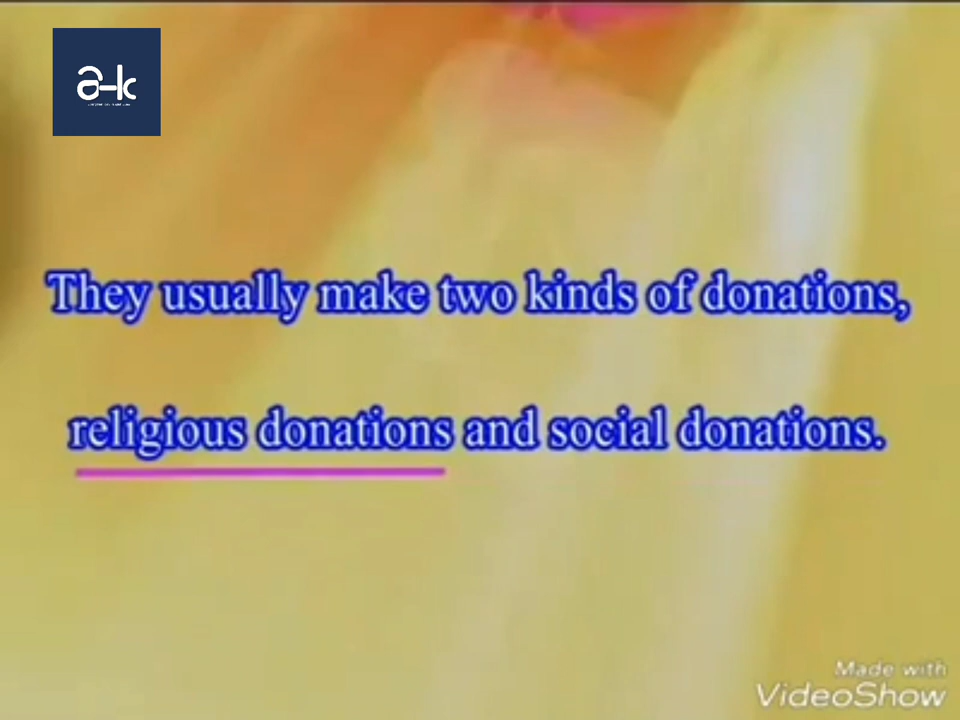 a-k
They usually make two kinds of donations,
religious donations and social donations.
Made with
VideoShow